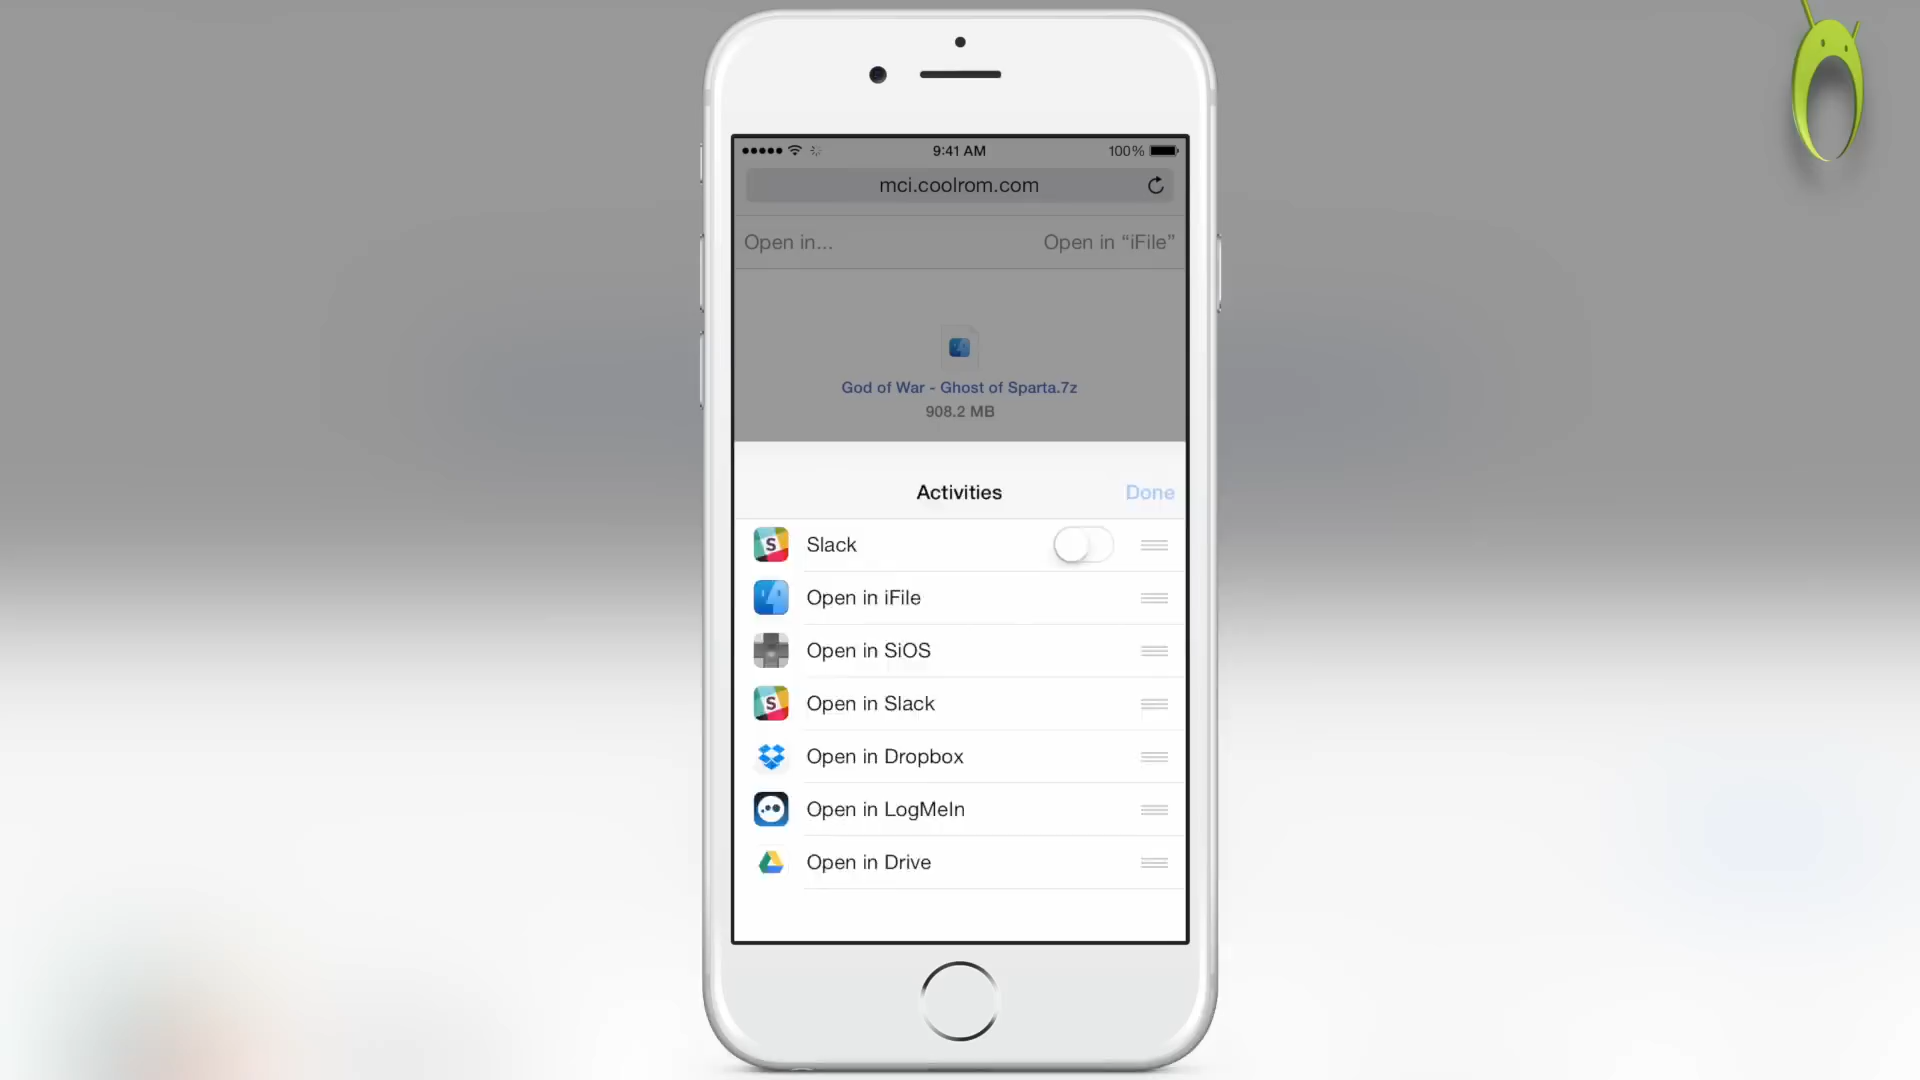 9:41 AM
100%
mci.coolrom.com
Open in...
Open in “iFile”
God of War - Ghost of Sparta.7z
908.2 MB
Activities
Done
S
Slack
Open in iFile
Open in SiOS
S
Open in Slack
Open in Dropbox
Open in LogMeIn
Open in Drive